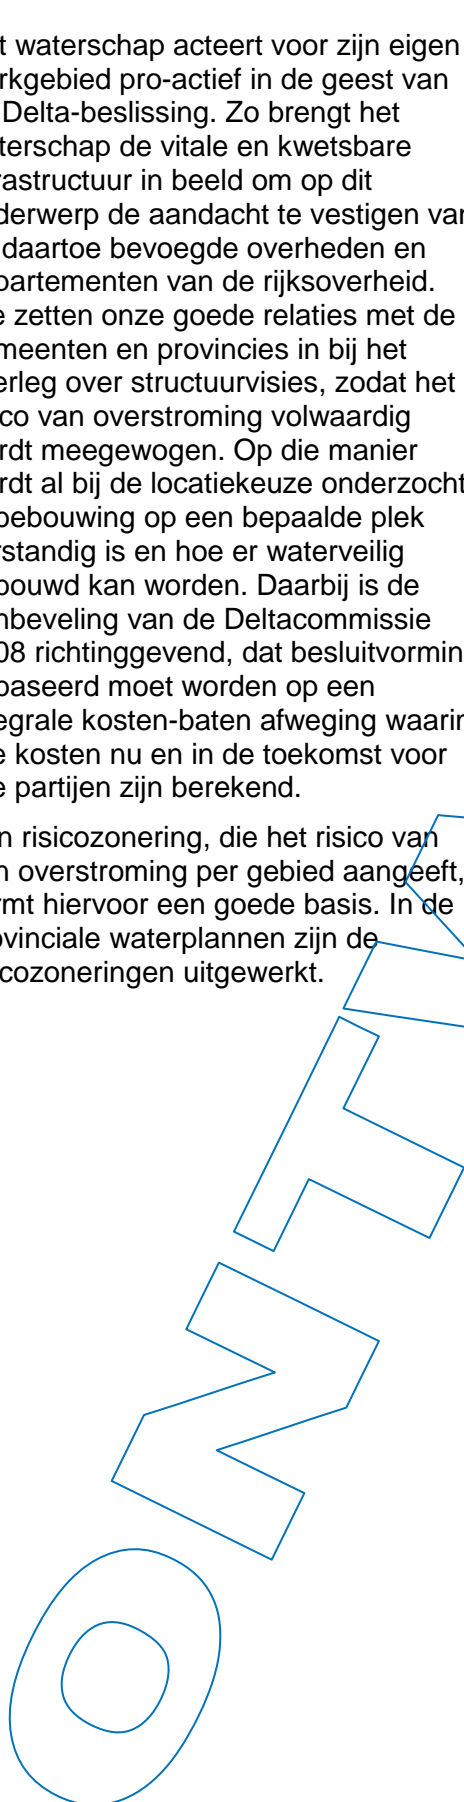 t waterschap acteert voor zijn eigen
rkgebied pro-actief in de geest van
Delta-beslissing. Zo brengt het
terschap de vitale en kwetsbare
rastructuur in beeld om op dit
derwerp de aandacht te vestigen van
daartoe bevoegde overheden en
partementen van de rijksoverheid.
e zetten onze goede relaties met de
meenten en provincies in bij het
erleg over structuurvisies, zodat het
ico van overstroming volwaardig
rdt meegewogen. Op die manier
rdt al bij de locatiekeuze onderzocht
oebouwing op een bepaalde plek
rstandig is en hoe er waterveilig
bouwd kan worden. Daarbij is de
nbeveling van de Deltacommissie
08 richtinggevend, dat besluitvormin
baseerd moet worden op een
egrale kosten-baten afweging waarin
e kosten nu en in de toekomst voor
e partijen zijn berekend.
n risicozonering, die het risico van
n overstroming per gebied aangeeft,
rmt hiervoor een goede basis. In de
ovinciale waterplannen zijn de
icozoneringen uitgewerkt.
ONTW